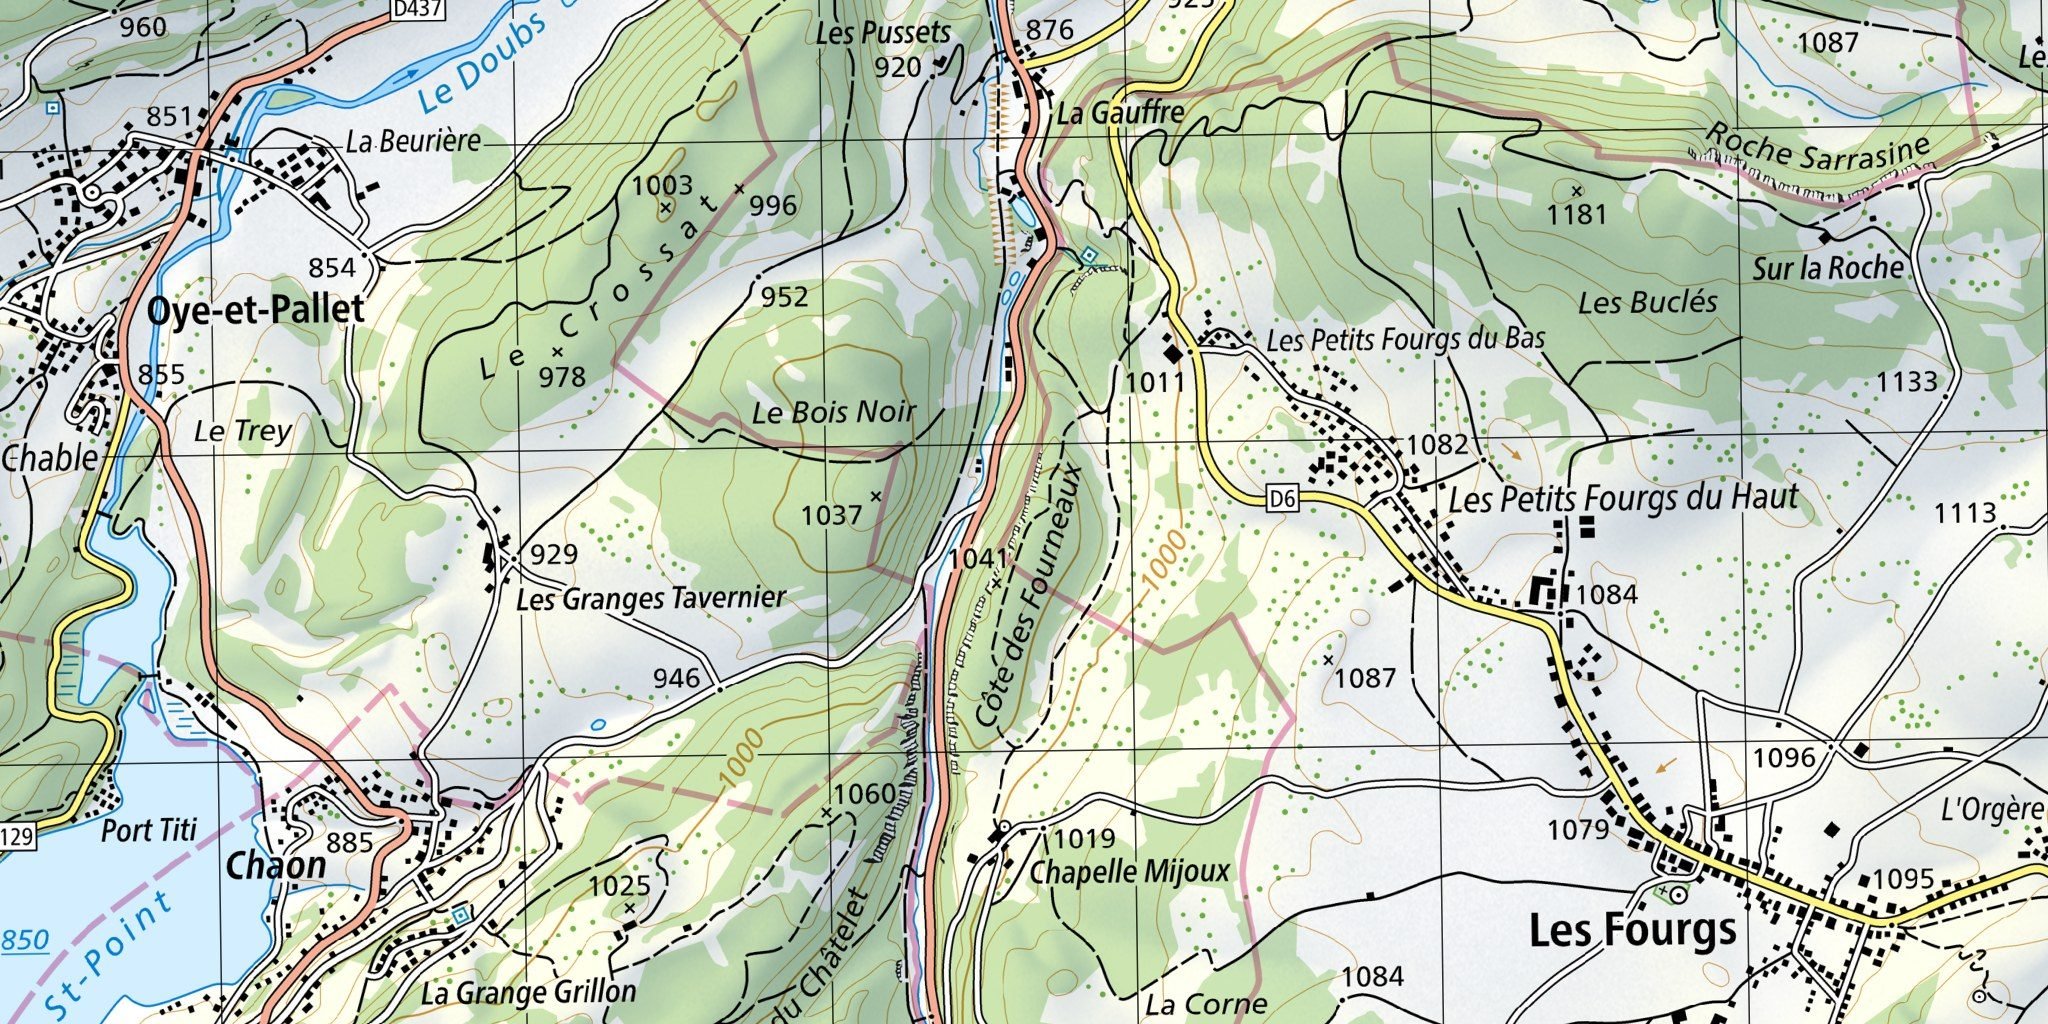 D437
960
Le Doubs
Les Pussets
920
876
1087
851
La Beurière
La Gauffre
Roche Sarrasine
1003
996
1181
854
Oye-et-Pallet
952
Sur la Roche
Les Buclés
Le Crossat
978
855
Les Petits Fourgs du Bas
1011
1133
Le Trey
Le Bois Noir
Chable
1082
1037
D6
Les Petits Fourgs du Haut
1113
929
1041
Côte des Fourneaux
1000
Les Granges Tavernier
1084
946
1087
1000
1096
1060
129
Port Titi
885
Chaon
1019
Chapelle Mijoux
1079
L'Orgère
1025
1095
850
St-Point
Les Fourgs
La Grange Grillon
du Châtelet
La Corne
1084